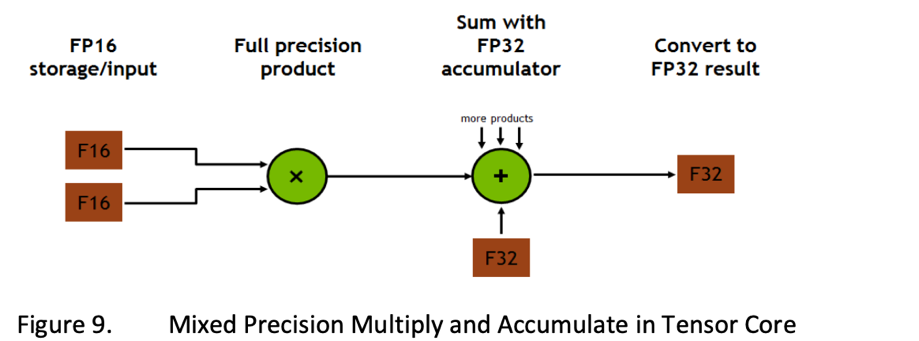 FP16
storage/input
Full precision
product
Sum with
FP32
accumulator
Convert to
FP32 result
more products
F16
F16
×
+
F32
F32
Figure 9. Mixed Precision Multiply and Accumulate in Tensor Core